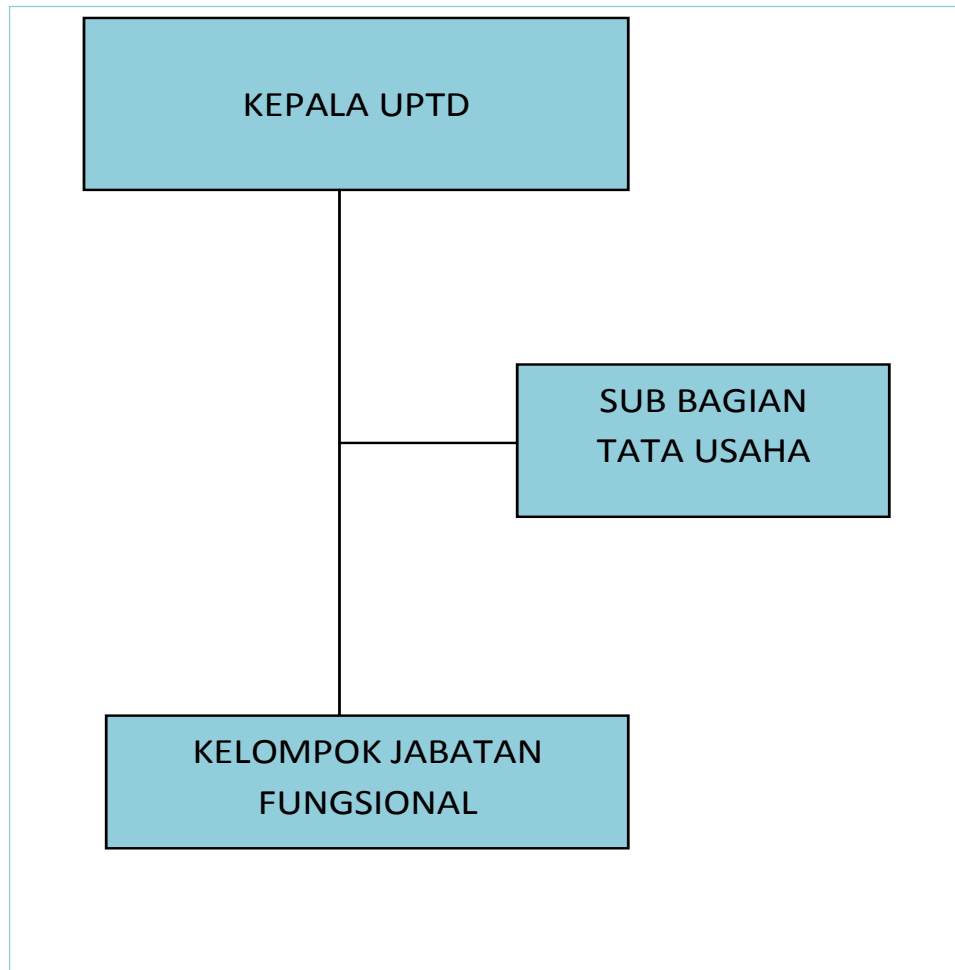 KEPALA UPTD
SUB BAGIAN
TATA USAHA
KELOMPOK JABATAN
FUNGSIONAL